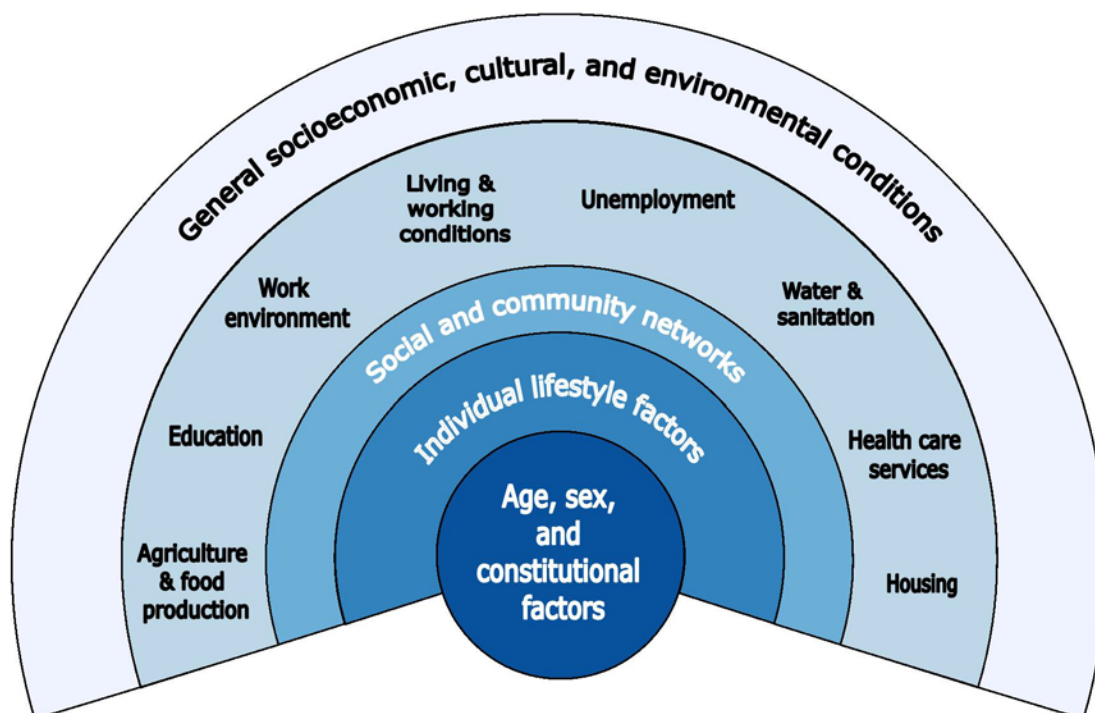 General socioeconomic, cultural, and environmental conditions
Living &
working
conditions
Unemployment
Work
environment
Water &
sanitation
Education
Health care
services
Agriculture
& food
production
Housing
Social and community networks
Individual lifestyle factors
Age, sex,
and
constitutional
factors